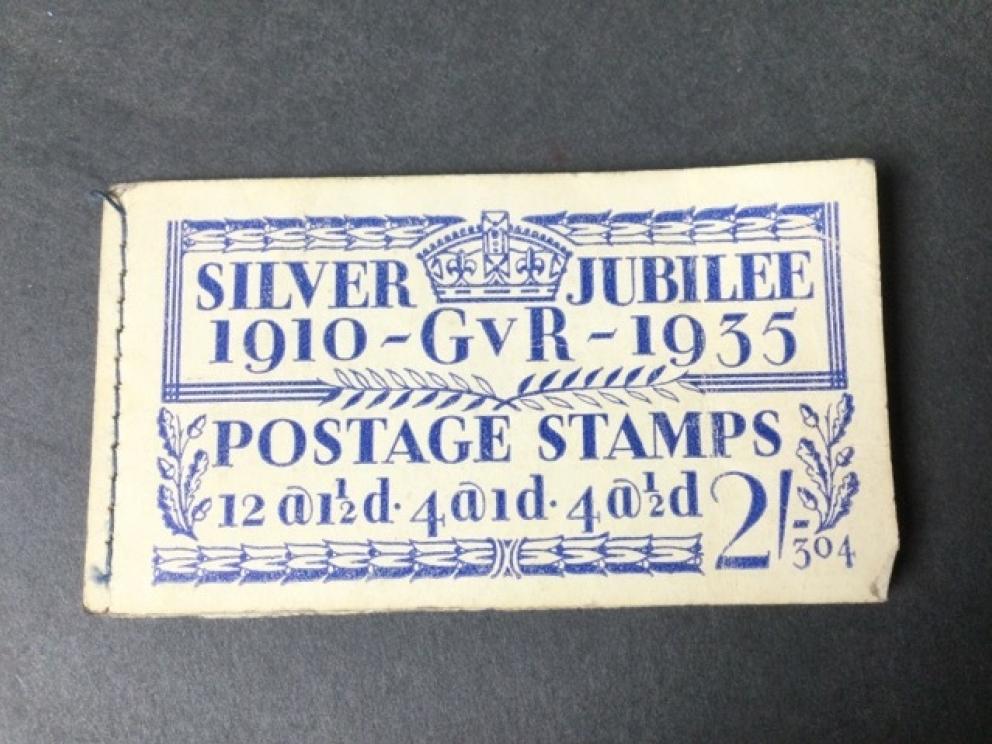 SILVER JUBILEE
1910 - GvR - 1935
POSTAGE STAMPS
12 @ 1½d · 4 @ 1d · 4 @ ½d 2/-
304